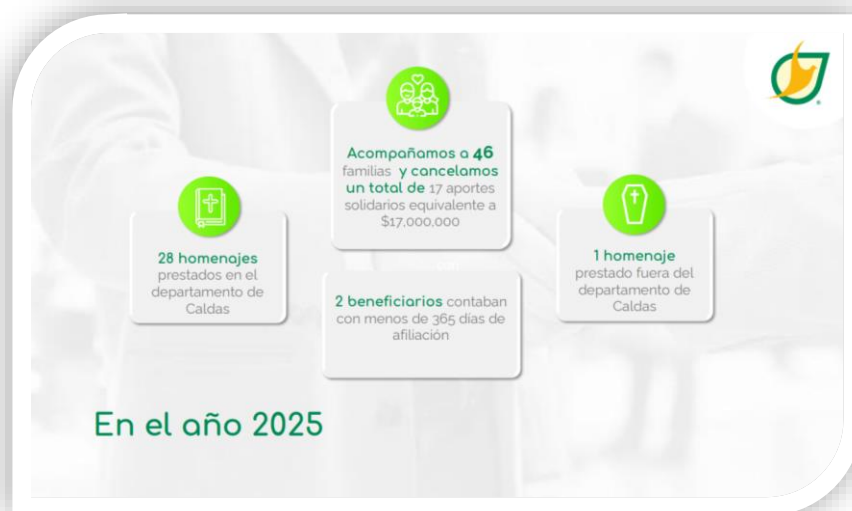 Acompañamos a 46
familias y cancelamos
un total de 17 aportes
solidarios equivalente a
$17,000,000
28 homenajes
prestados en el
departamento de
Caldas
1 homenaje
prestado fuera del
departamento de
Caldas
2 beneficiarios contaban
con menos de 365 días de
afiliación
En el año 2025